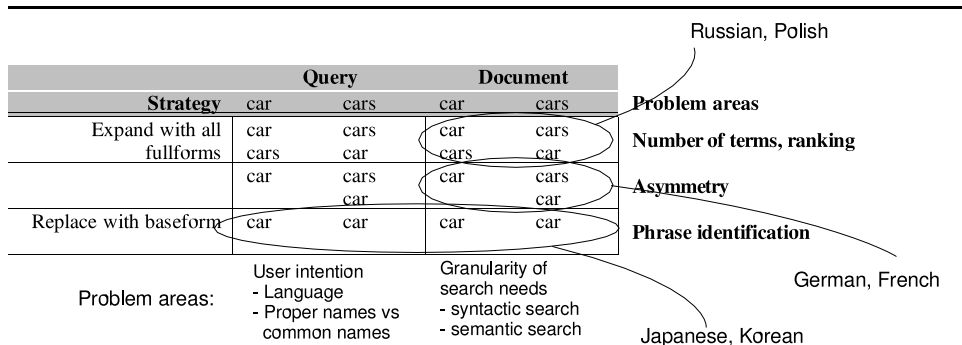 Russian, Polish
Query Document
Strategy car cars car cars Problem areas
Expand with all car cars car cars Number of terms, ranking
fullforms cars car cars car
car cars car cars Asymmetry
car car
Replace with baseform car car car car Phrase identification
German, French
Problem areas:
User intention
- Language
- Proper names vs
common names
Granularity of
search needs
- syntactic search
- semantic search
Japanese, Korean